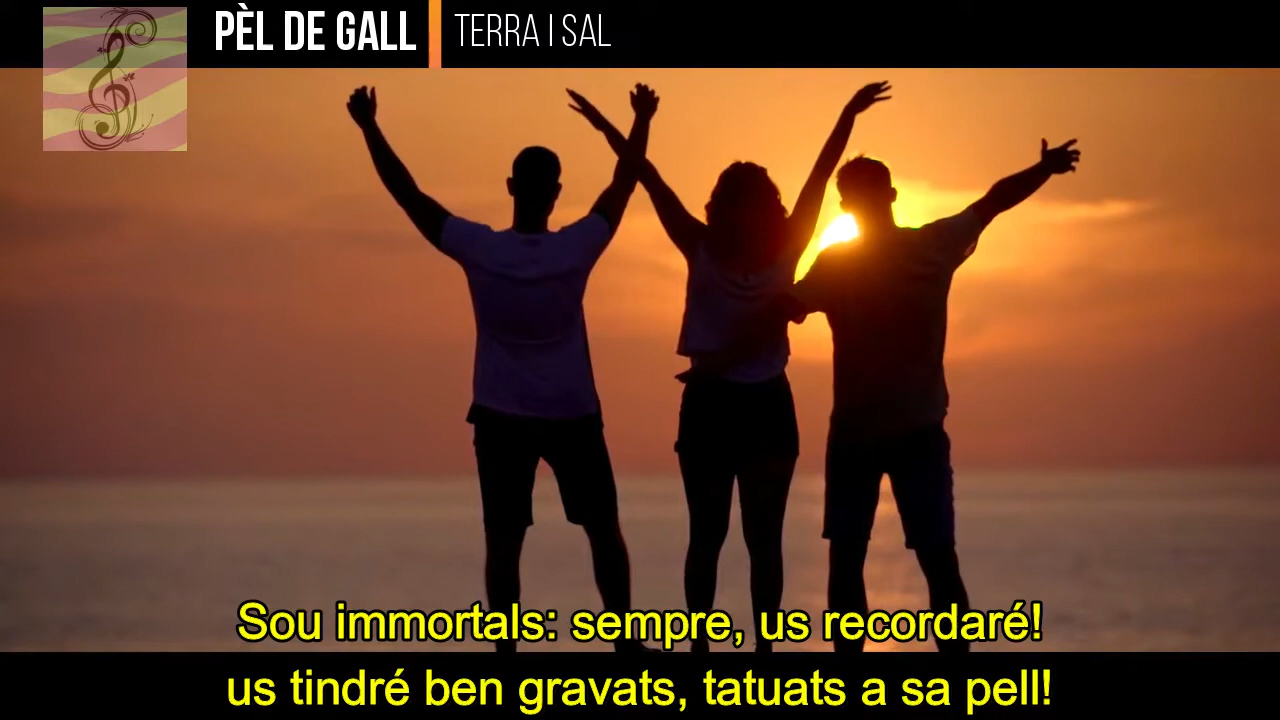 PÈL DE GALL TERRA I SAL
Sou immortals: sempre, us recordaré!
us tindré ben gravats, tatuats a sa pell!